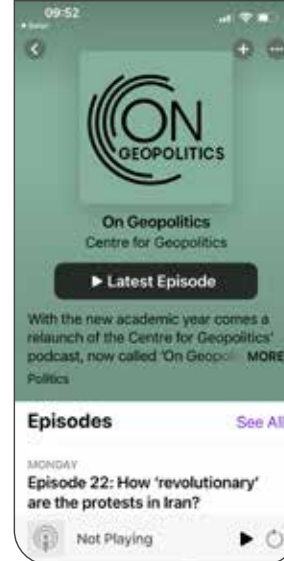 09:52
Safari
ON
GEOPOLITICS
On Geopolitics
Centre for Geopolitics
▶ Latest Episode
With the new academic year comes a
relaunch of the Centre for Geopolitics'
podcast, now called 'On Geopoli MORE
Politics
Episodes See All
MONDAY
Episode 22: How 'revolutionary'
are the protests in Iran?
Not Playing